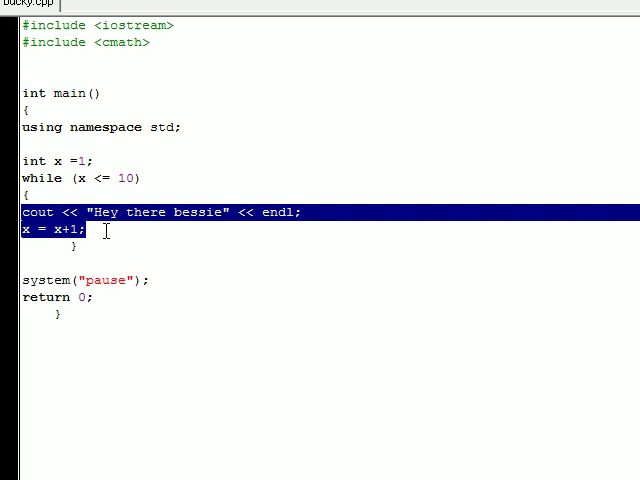 bucky.cpp
#include <iostream>
#include <cmath>
int main()
{
using namespace std;
int x =1;
while (x <= 10)
{
cout << "Hey there bessie" << endl;
x = x+1;
}
system("pause");
return 0;
}